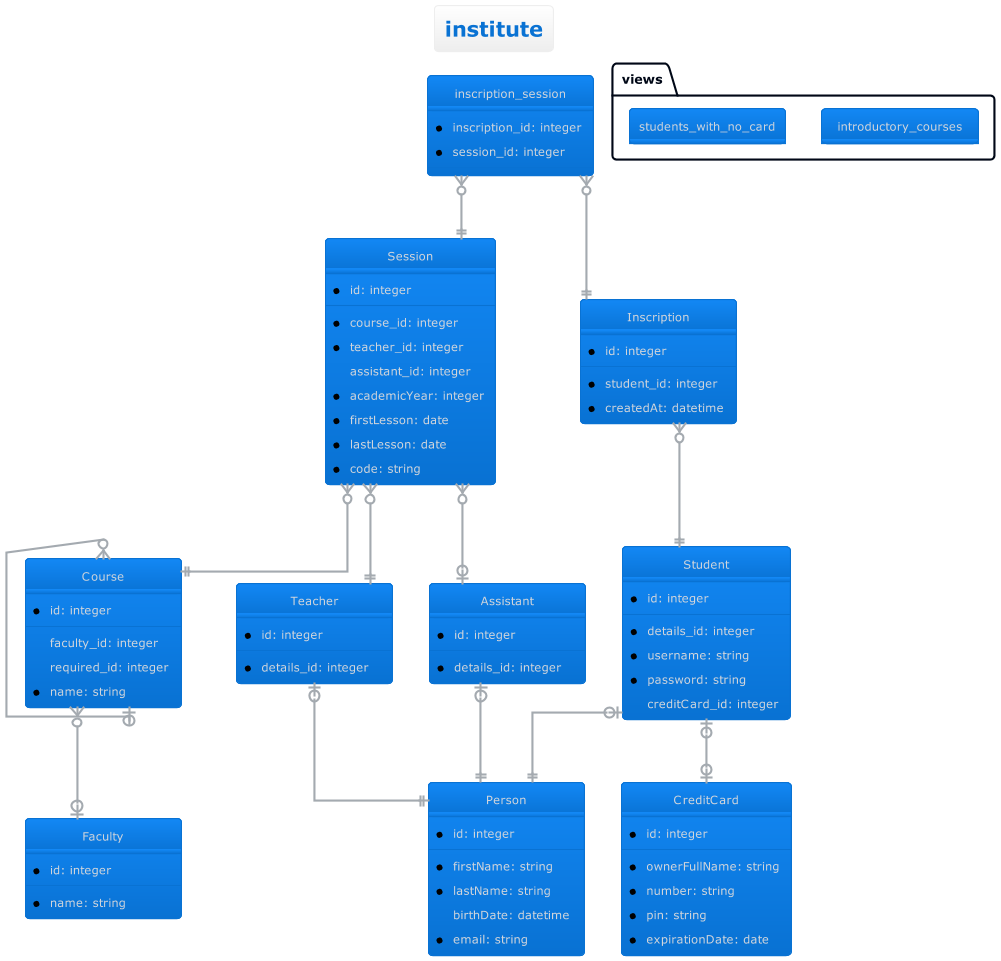 institute
inscription_session
inscription_id: integer
session_id: integer
views
students_with_no_card
introductory_courses
Session
id: integer
course_id: integer
teacher_id: integer
assistant_id: integer
academicYear: integer
firstLesson: date
lastLesson: date
code: string
Inscription
id: integer
student_id: integer
createdAt: datetime
Course
id: integer
faculty_id: integer
required_id: integer
name: string
Teacher
id: integer
details_id: integer
Assistant
id: integer
details_id: integer
Student
id: integer
details_id: integer
username: string
password: string
creditCard_id: integer
Faculty
id: integer
name: string
Person
id: integer
firstName: string
lastName: string
birthDate: datetime
email: string
CreditCard
id: integer
ownerFullName: string
number: string
pin: string
expirationDate: date